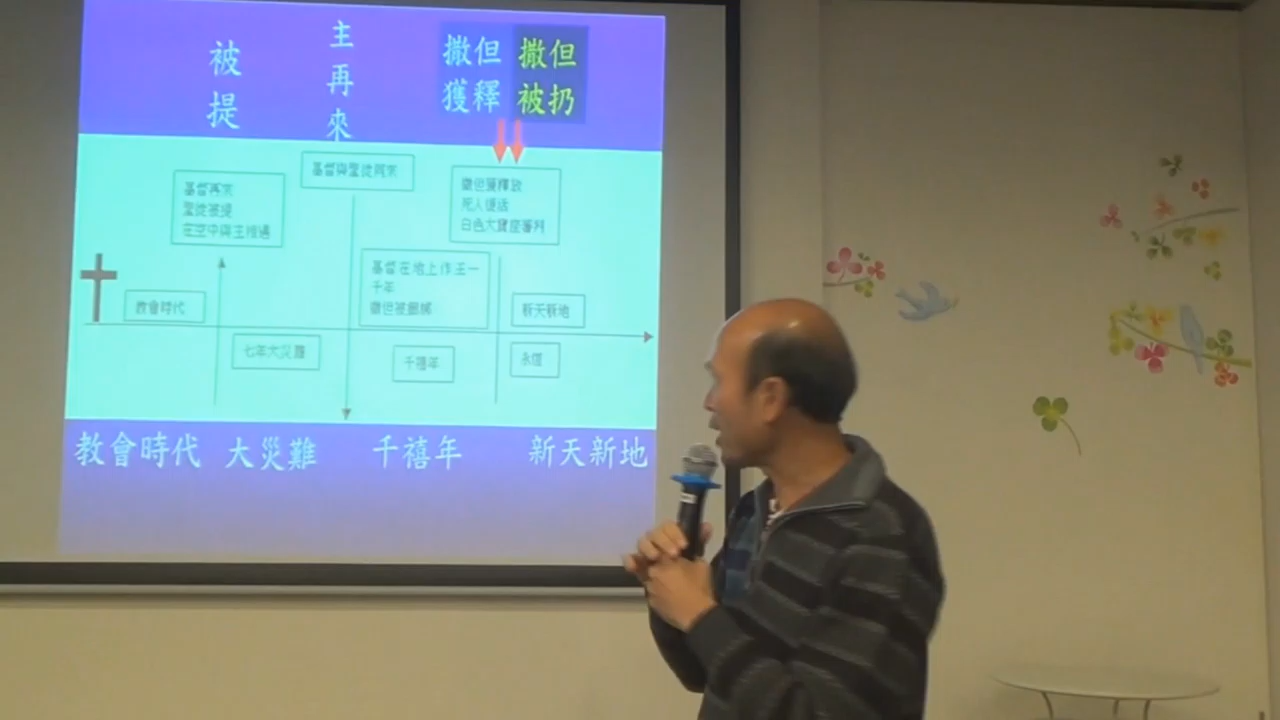 被提
主再來
撒但 撒但
獲釋 被扔
基督與聖徒同來
基督再來
聖徒被提
在空中與主相遇
撒但獲釋放
死人復活
白色大寶座審判
基督在地上作王一
千年
撒但被捆綁
教會時代
新天新地
七年大災難
千禧年
永恆
教會時代 大災難 千禧年 新天新地